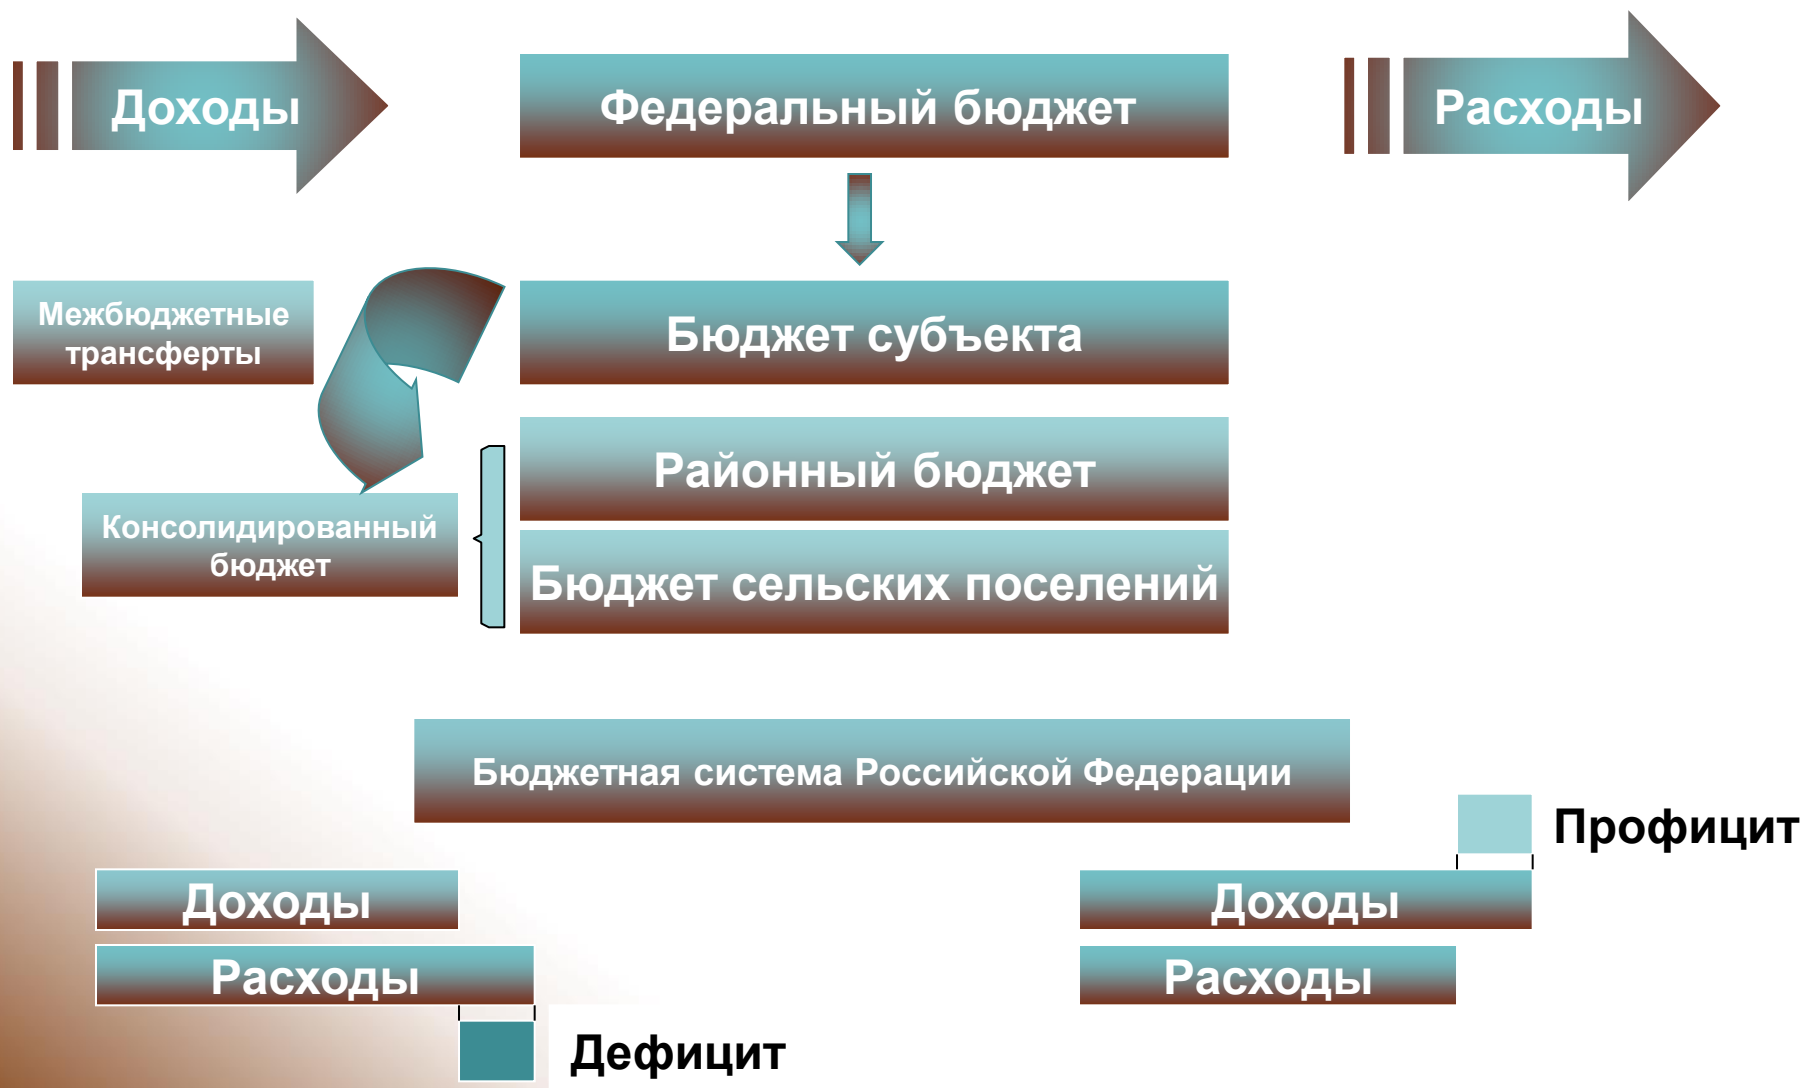 Доходы
Федеральный бюджет
Расходы
Межбюджетные
трансферты
Бюджет субъекта
Районный бюджет
Консолидированный
бюджет
Бюджет сельских поселений
Бюджетная система Российской Федерации
Профицит
Доходы
Расходы
Дефицит
Доходы
Расходы